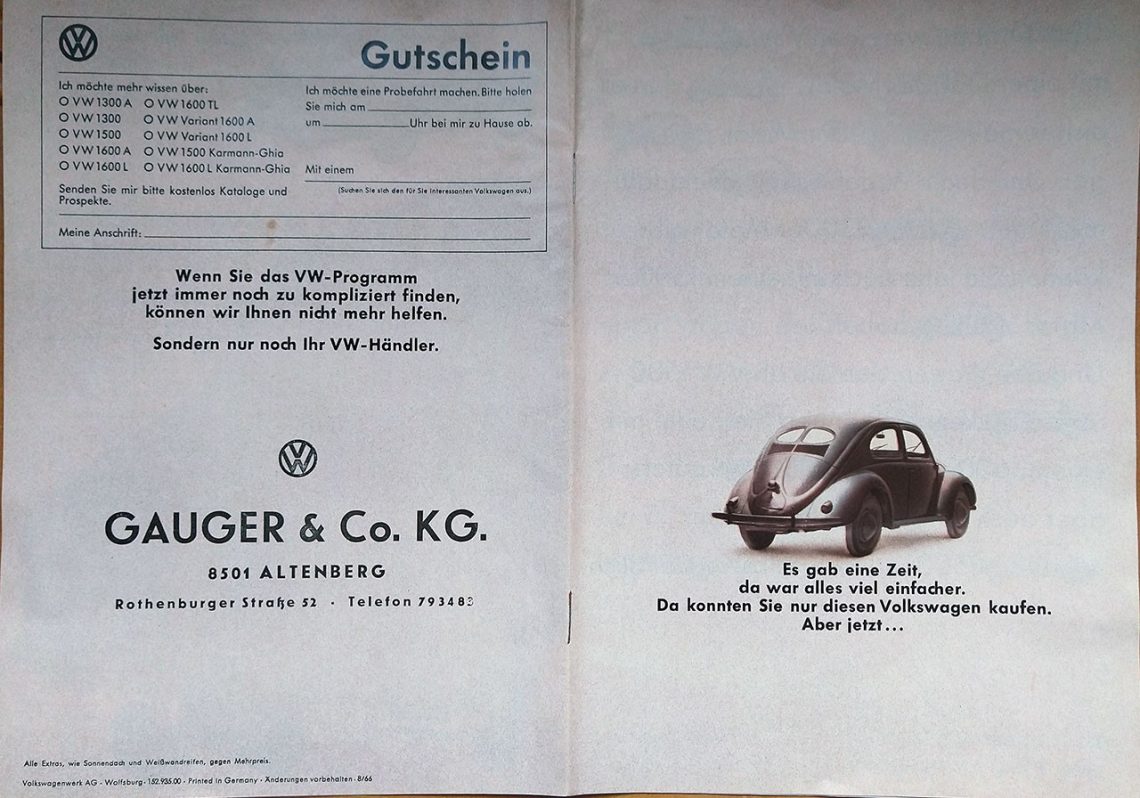 Gutschein
Ich möchte mehr wissen über:
O VW 1300 A O VW 1600 TL
O VW 1300 O VW Variant 1600 A
O VW 1500 O VW Variant 1600 L
O VW 1600 A O VW 1500 Karmann-Ghia
O VW 1600 L O VW 1600 L Karmann-Ghia
Senden Sie mir bitte kostenlos Kataloge und
Prospekte.
Ich möchte eine Probefahrt machen. Bitte holen
Sie mich am
um Uhr bei mir zu Hause ab.
Mit einem
(Suchen Sie sich den für Sie interessanten Volkswagen aus.)
Meine Anschrift:
Wenn Sie das VW-Programm
jetzt immer noch zu kompliziert finden,
können wir Ihnen nicht mehr helfen.
Sondern nur noch Ihr VW-Händler.
GAUGER & Co. KG.
8501 ALTENBERG
Rothenburger Straße 52 · Telefon 793483
Alle Extras, wie Sonnendach und Weißwandreifen, gegen Mehrpreis.
Volkswagenwerk AG - Wolfsburg · 152.935.00 · Printed in Germany · Änderungen vorbehalten · 8/66
Es gab eine Zeit,
da war alles viel einfacher.
Da konnten Sie nur diesen Volkswagen kaufen.
Aber jetzt...